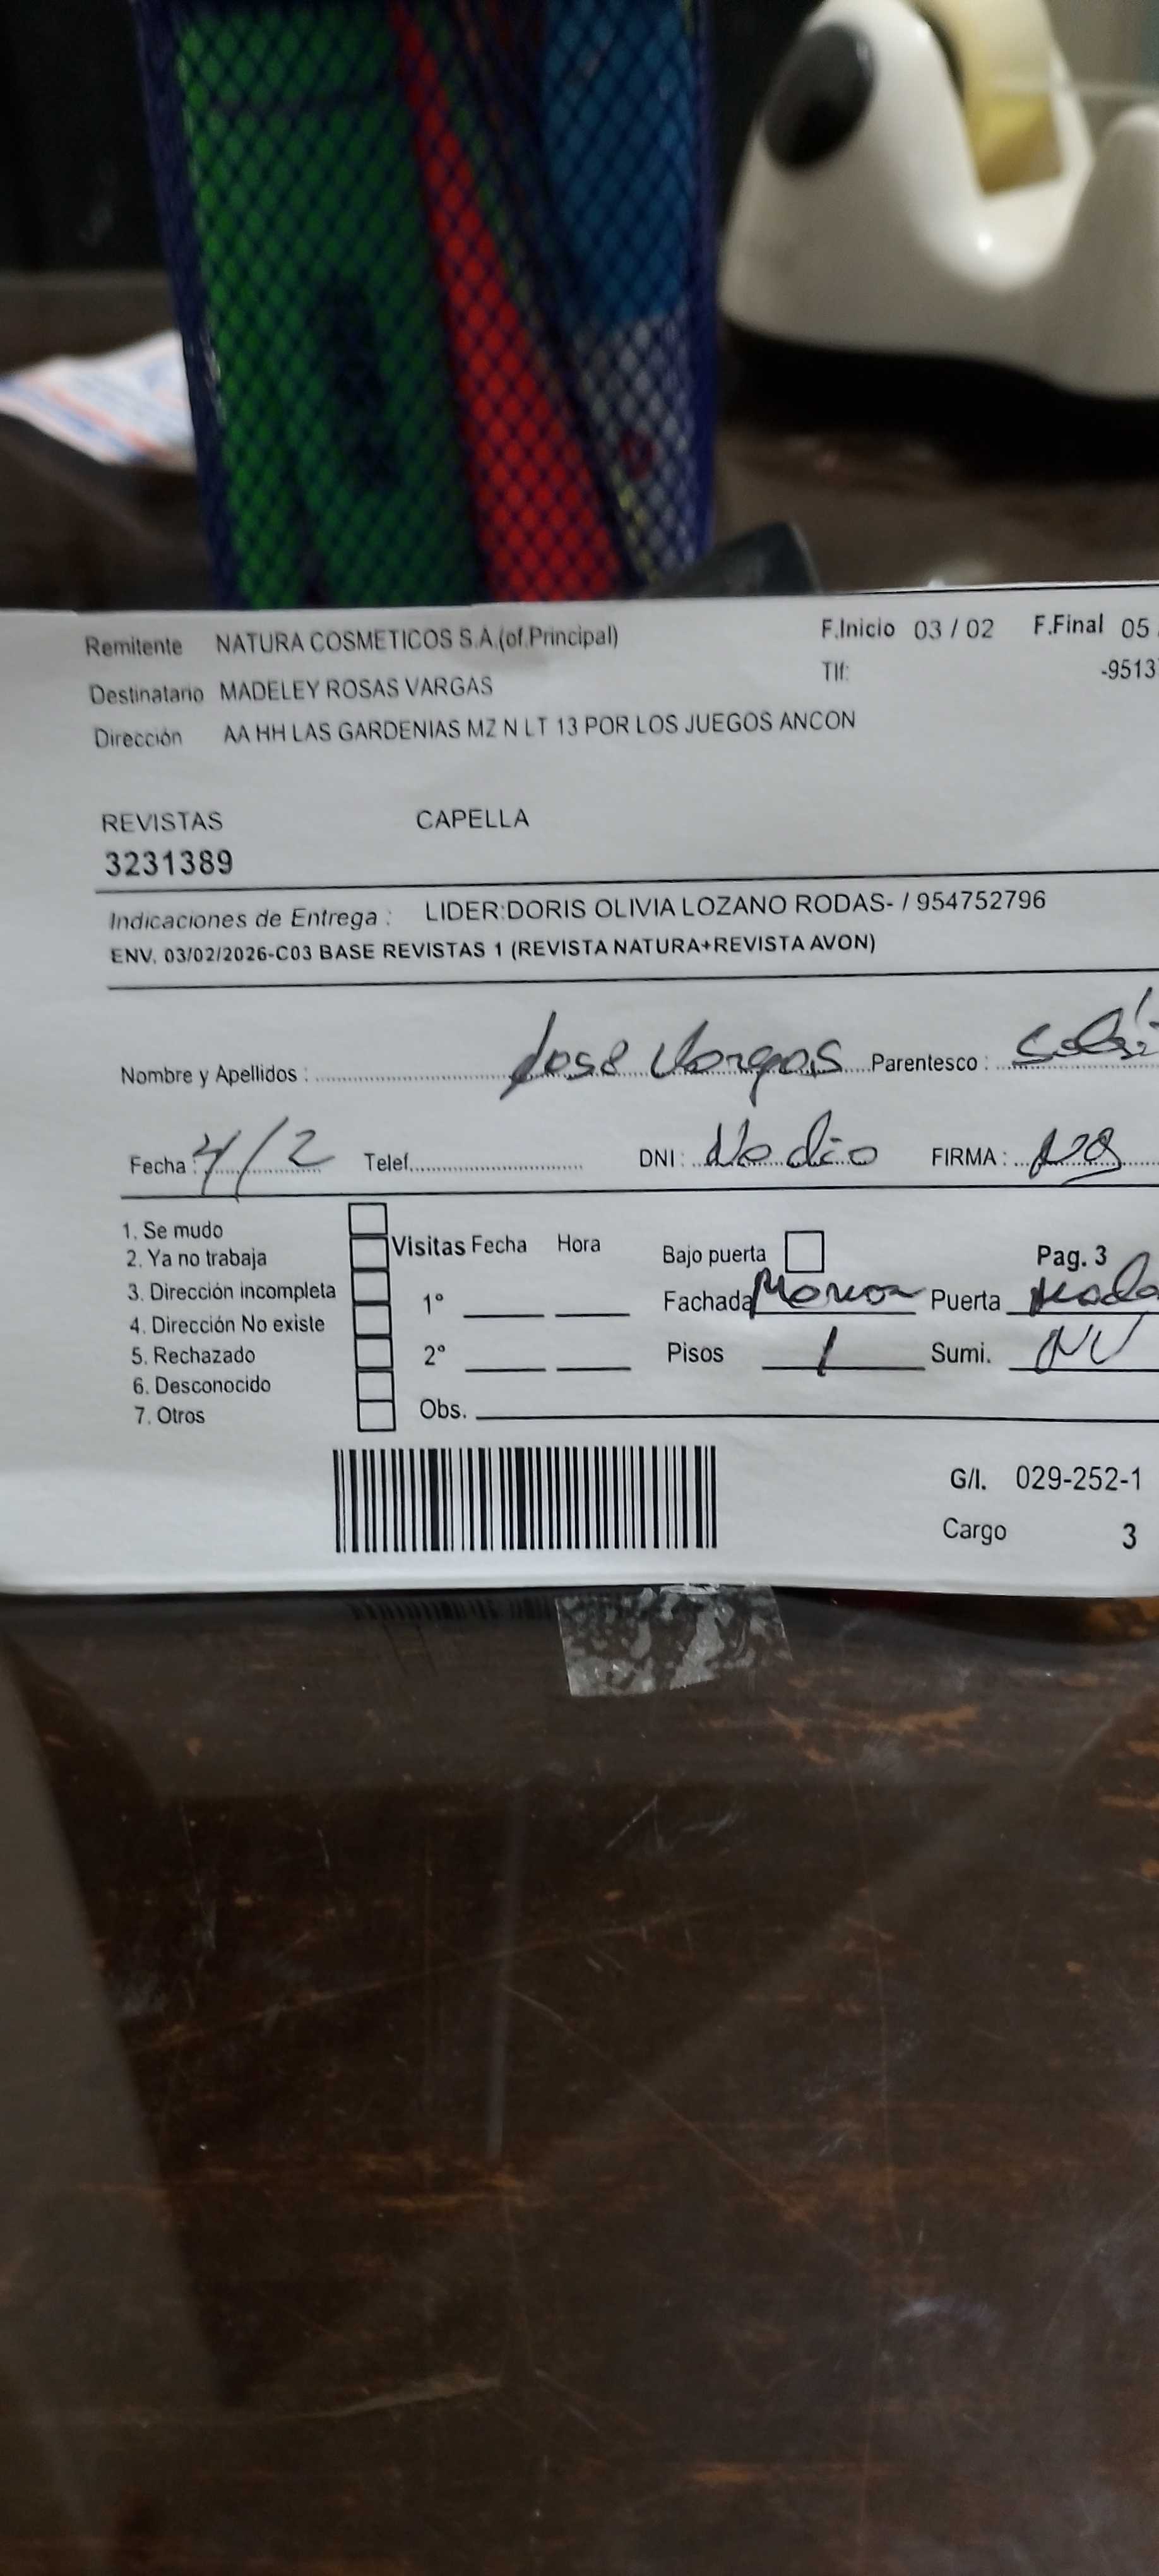 Remitente NATURA COSMETICOS S.A.(of.Principal) F.Inicio 03 / 02 F.Final 05
Destinatario MADELEY ROSAS VARGAS Tlf: -9513
Dirección AA HH LAS GARDENIAS MZ N LT 13 POR LOS JUEGOS ANCON
REVISTAS CAPELLA
3231389
Indicaciones de Entrega : LIDER:DORIS OLIVIA LOZANO RODAS- / 954752796
ENV. 03/02/2026-C03 BASE REVISTAS 1 (REVISTA NATURA+REVISTA AVON)
Nombre y Apellidos : Jose Vargas Parentesco :
Fecha : 4/2 Telef. DNI : No dio FIRMA :
1. Se mudo
2. Ya no trabaja
3. Dirección incompleta
4. Dirección No existe
5. Rechazado
6. Desconocido
7. Otros
Visitas Fecha Hora
1°
2°
Obs.
Bajo puerta Pag. 3
Fachada Puerta
Pisos 1 Sumi.
G/I. 029-252-1
Cargo 3